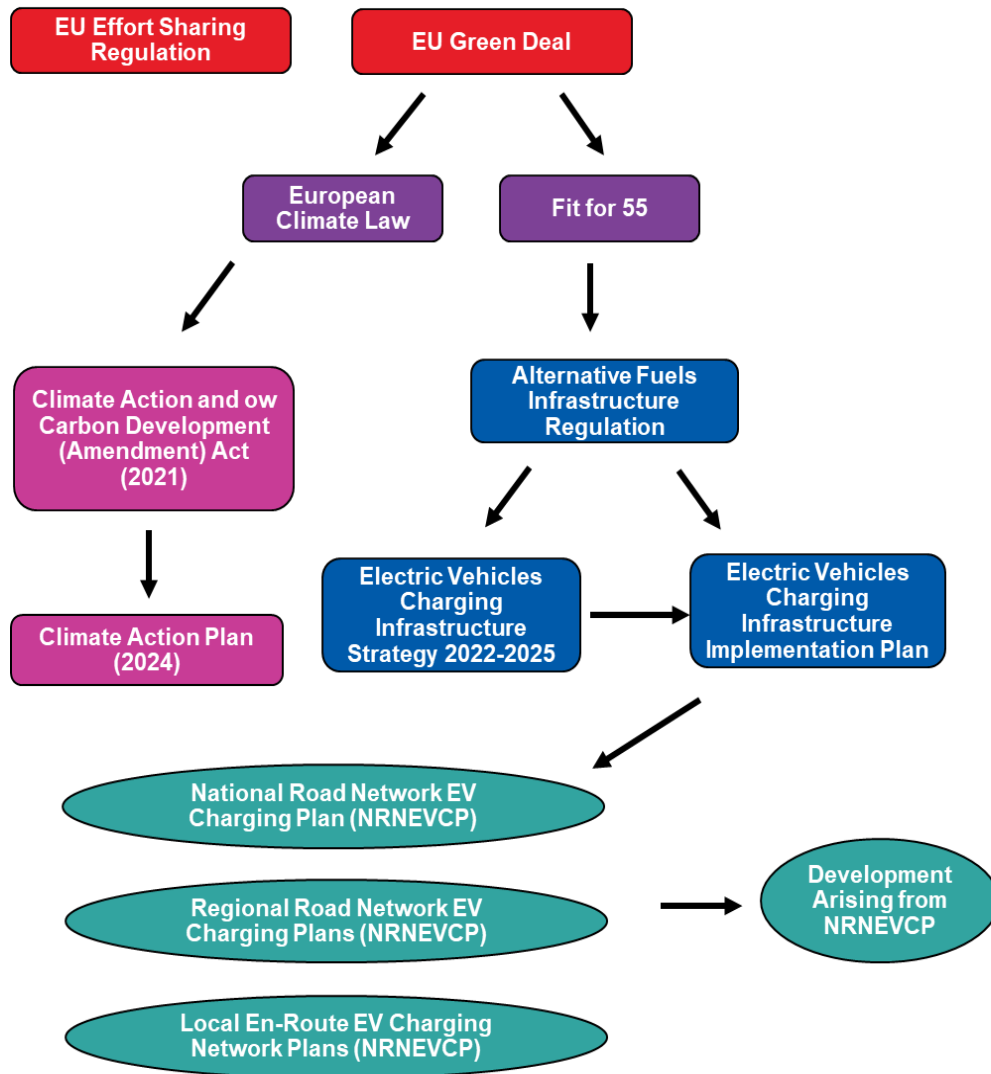 EU Effort Sharing
Regulation
EU Green Deal
European
Climate Law
Fit for 55
Climate Action and ow
Carbon Development
(Amendment) Act
(2021)
Alternative Fuels
Infrastructure
Regulation
Climate Action Plan
(2024)
Electric Vehicles
Charging
Infrastructure
Strategy 2022-2025
Electric Vehicles
Charging
Infrastructure
Implementation Plan
National Road Network EV
Charging Plan (NRNEVCP)
Regional Road Network EV
Charging Plans (NRNEVCP)
Development
Arising from
NRNEVCP
Local En-Route EV Charging
Network Plans (NRNEVCP)